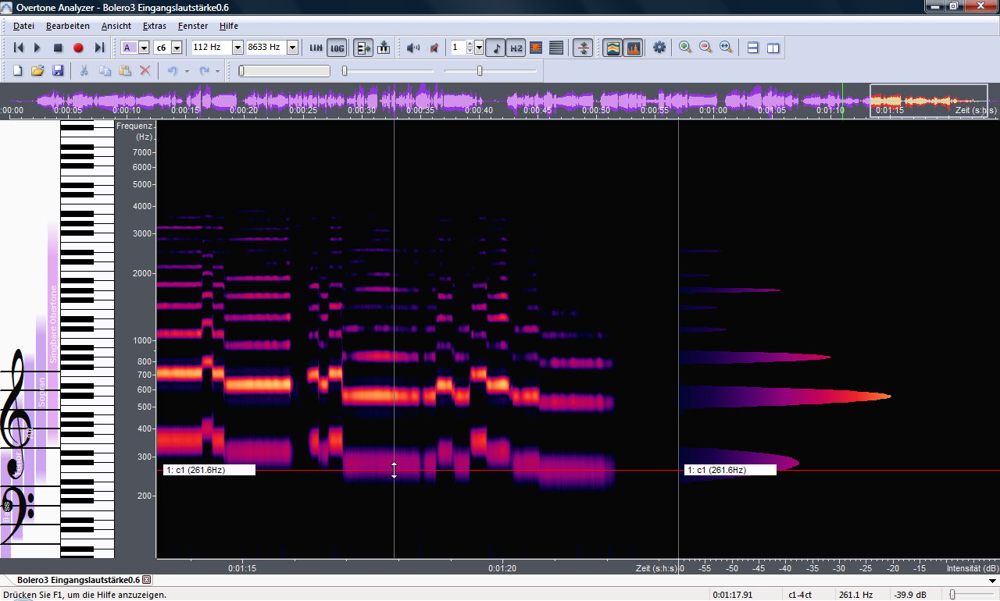 Overtone Analyzer - Bolero3 Eingangslautstärke0.6
Datei Bearbeiten Ansicht Extras Fenster Hilfe
A c6 112 Hz 8633 Hz LIN LOG 1 HZ
:00:00 0:00:05 0:00:10 0:00:15 0:00:20 0:00:25 0:00:30 0:00:35 0:00:40 0:00:45 0:00:50 0:00:55 0:01:00 0:01:05 0:01:10 0:01:15 Zeit (s:h:s)
Frequenz
(Hz)
7000
6000
5000
4000
3000
2000
1000
800
700
600
500
400
300
200
Singbare Obertöne
Sopran
Bass
1: c1 (261.6Hz) 1: c1 (261.6Hz)
0:01:15 0:01:20 Zeit (s:h:s) 0 -55 -50 -45 -40 -35 -30 -25 -20 -15 Intensität (dB)
Bolero3 Eingangslautstärke0.6
Drücken Sie F1, um die Hilfe anzuzeigen. 0:01:17.91 c1-4ct 261.1 Hz -39.9 dB